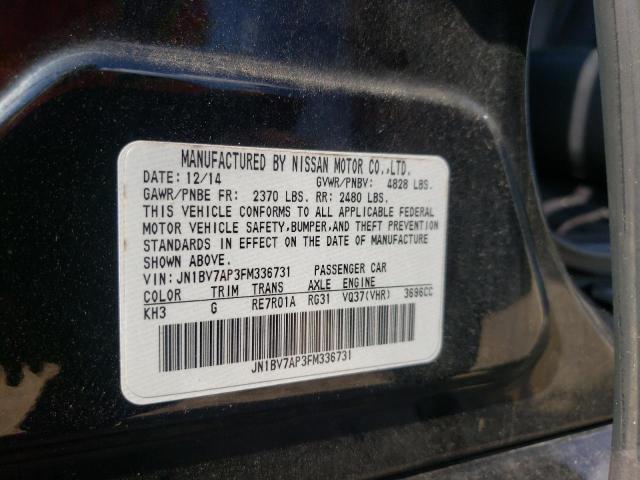 MANUFACTURED BY NISSAN MOTOR CO.,LTD.
DATE: 12/14 GVWR/PNBV: 4828 LBS.
GAWR/PNBE FR: 2370 LBS. RR: 2480 LBS.
THIS VEHICLE CONFORMS TO ALL APPLICABLE FEDERAL
MOTOR VEHICLE SAFETY,BUMPER,AND THEFT PREVENTION
STANDARDS IN EFFECT ON THE DATE OF MANUFACTURE
SHOWN ABOVE.
VIN: JN1BV7AP3FM336731 PASSENGER CAR
COLOR TRIM TRANS AXLE ENGINE
KH3 G RE7R01A RG31 VQ37(VHR) 3696CC
JN1BV7AP3FM336731